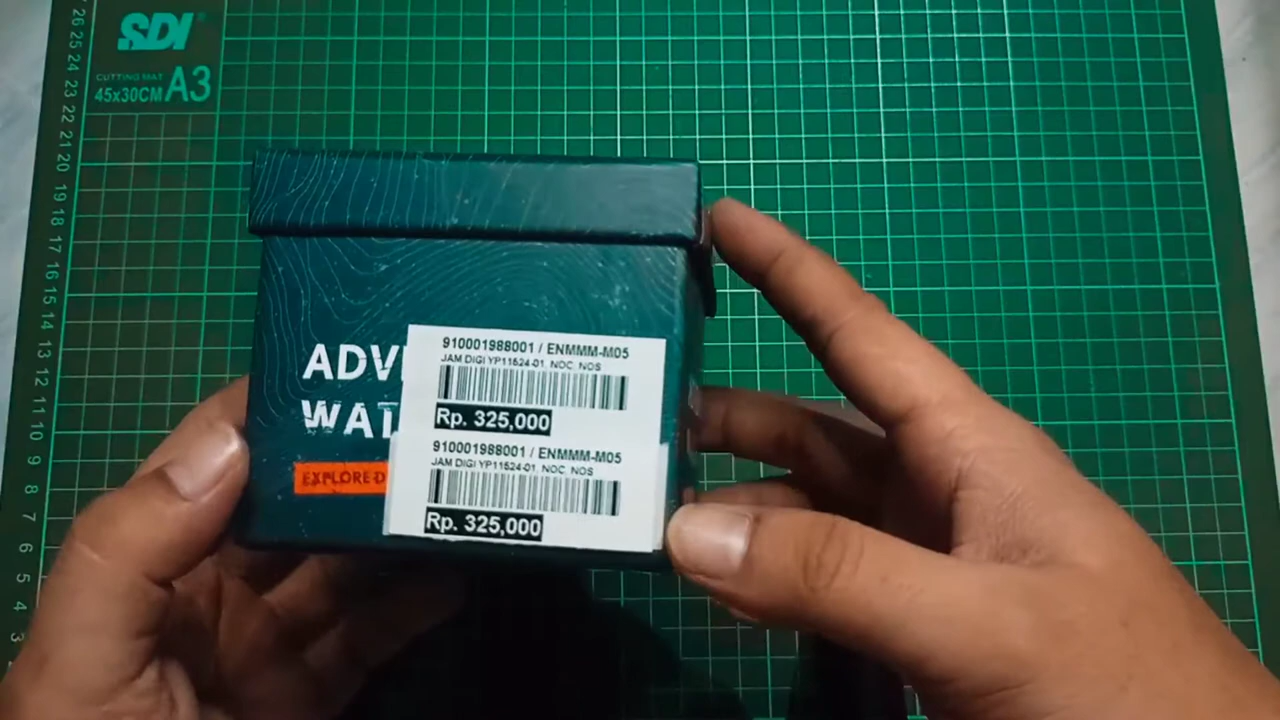 SDI
CUTTING MAT
45x30CM A3
26
25
24
23
22
21
20
19
18
17
16
15
14
13
12
11
10
9
8
7
6
5
4
3
ADV
WAT
EXPLORE D
910001988001 / ENMMM-M05
JAM DIGI YP11524-01, NOC, NOS
Rp. 325,000
910001988001 / ENMMM-M05
JAM DIGI YP11524-01, NOC, NOS
Rp. 325,000